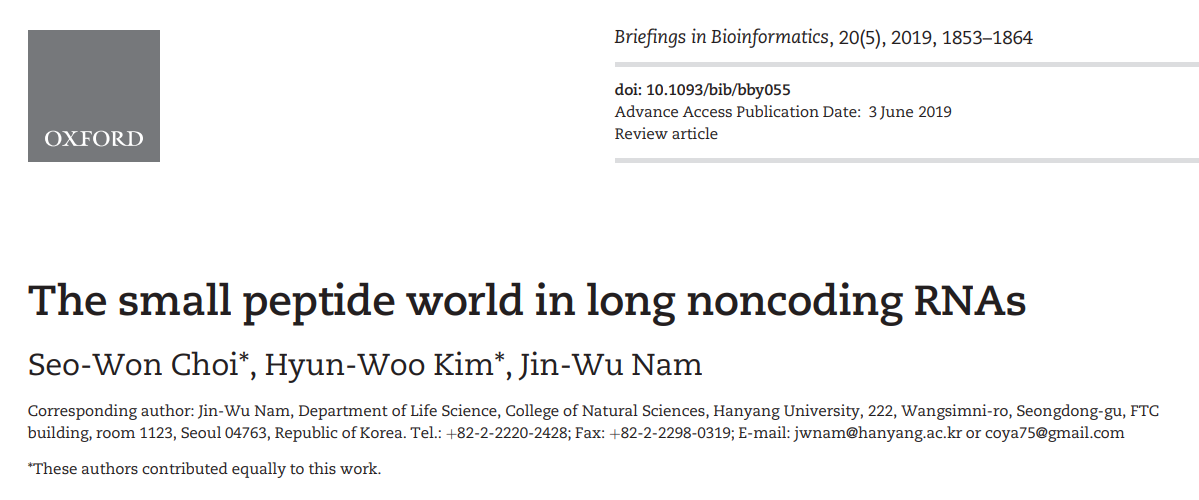 OXFORD
Briefings in Bioinformatics, 20(5), 2019, 1853–1864
doi: 10.1093/bib/bby055
Advance Access Publication Date: 3 June 2019
Review article
The small peptide world in long noncoding RNAs
Seo-Won Choi*, Hyun-Woo Kim*, Jin-Wu Nam
Corresponding author: Jin-Wu Nam, Department of Life Science, College of Natural Sciences, Hanyang University, 222, Wangsimni-ro, Seongdong-gu, FTC
building, room 1123, Seoul 04763, Republic of Korea. Tel.: +82-2-2220-2428; Fax: +82-2-2298-0319; E-mail: jwnam@hanyang.ac.kr or coya75@gmail.com
*These authors contributed equally to this work.